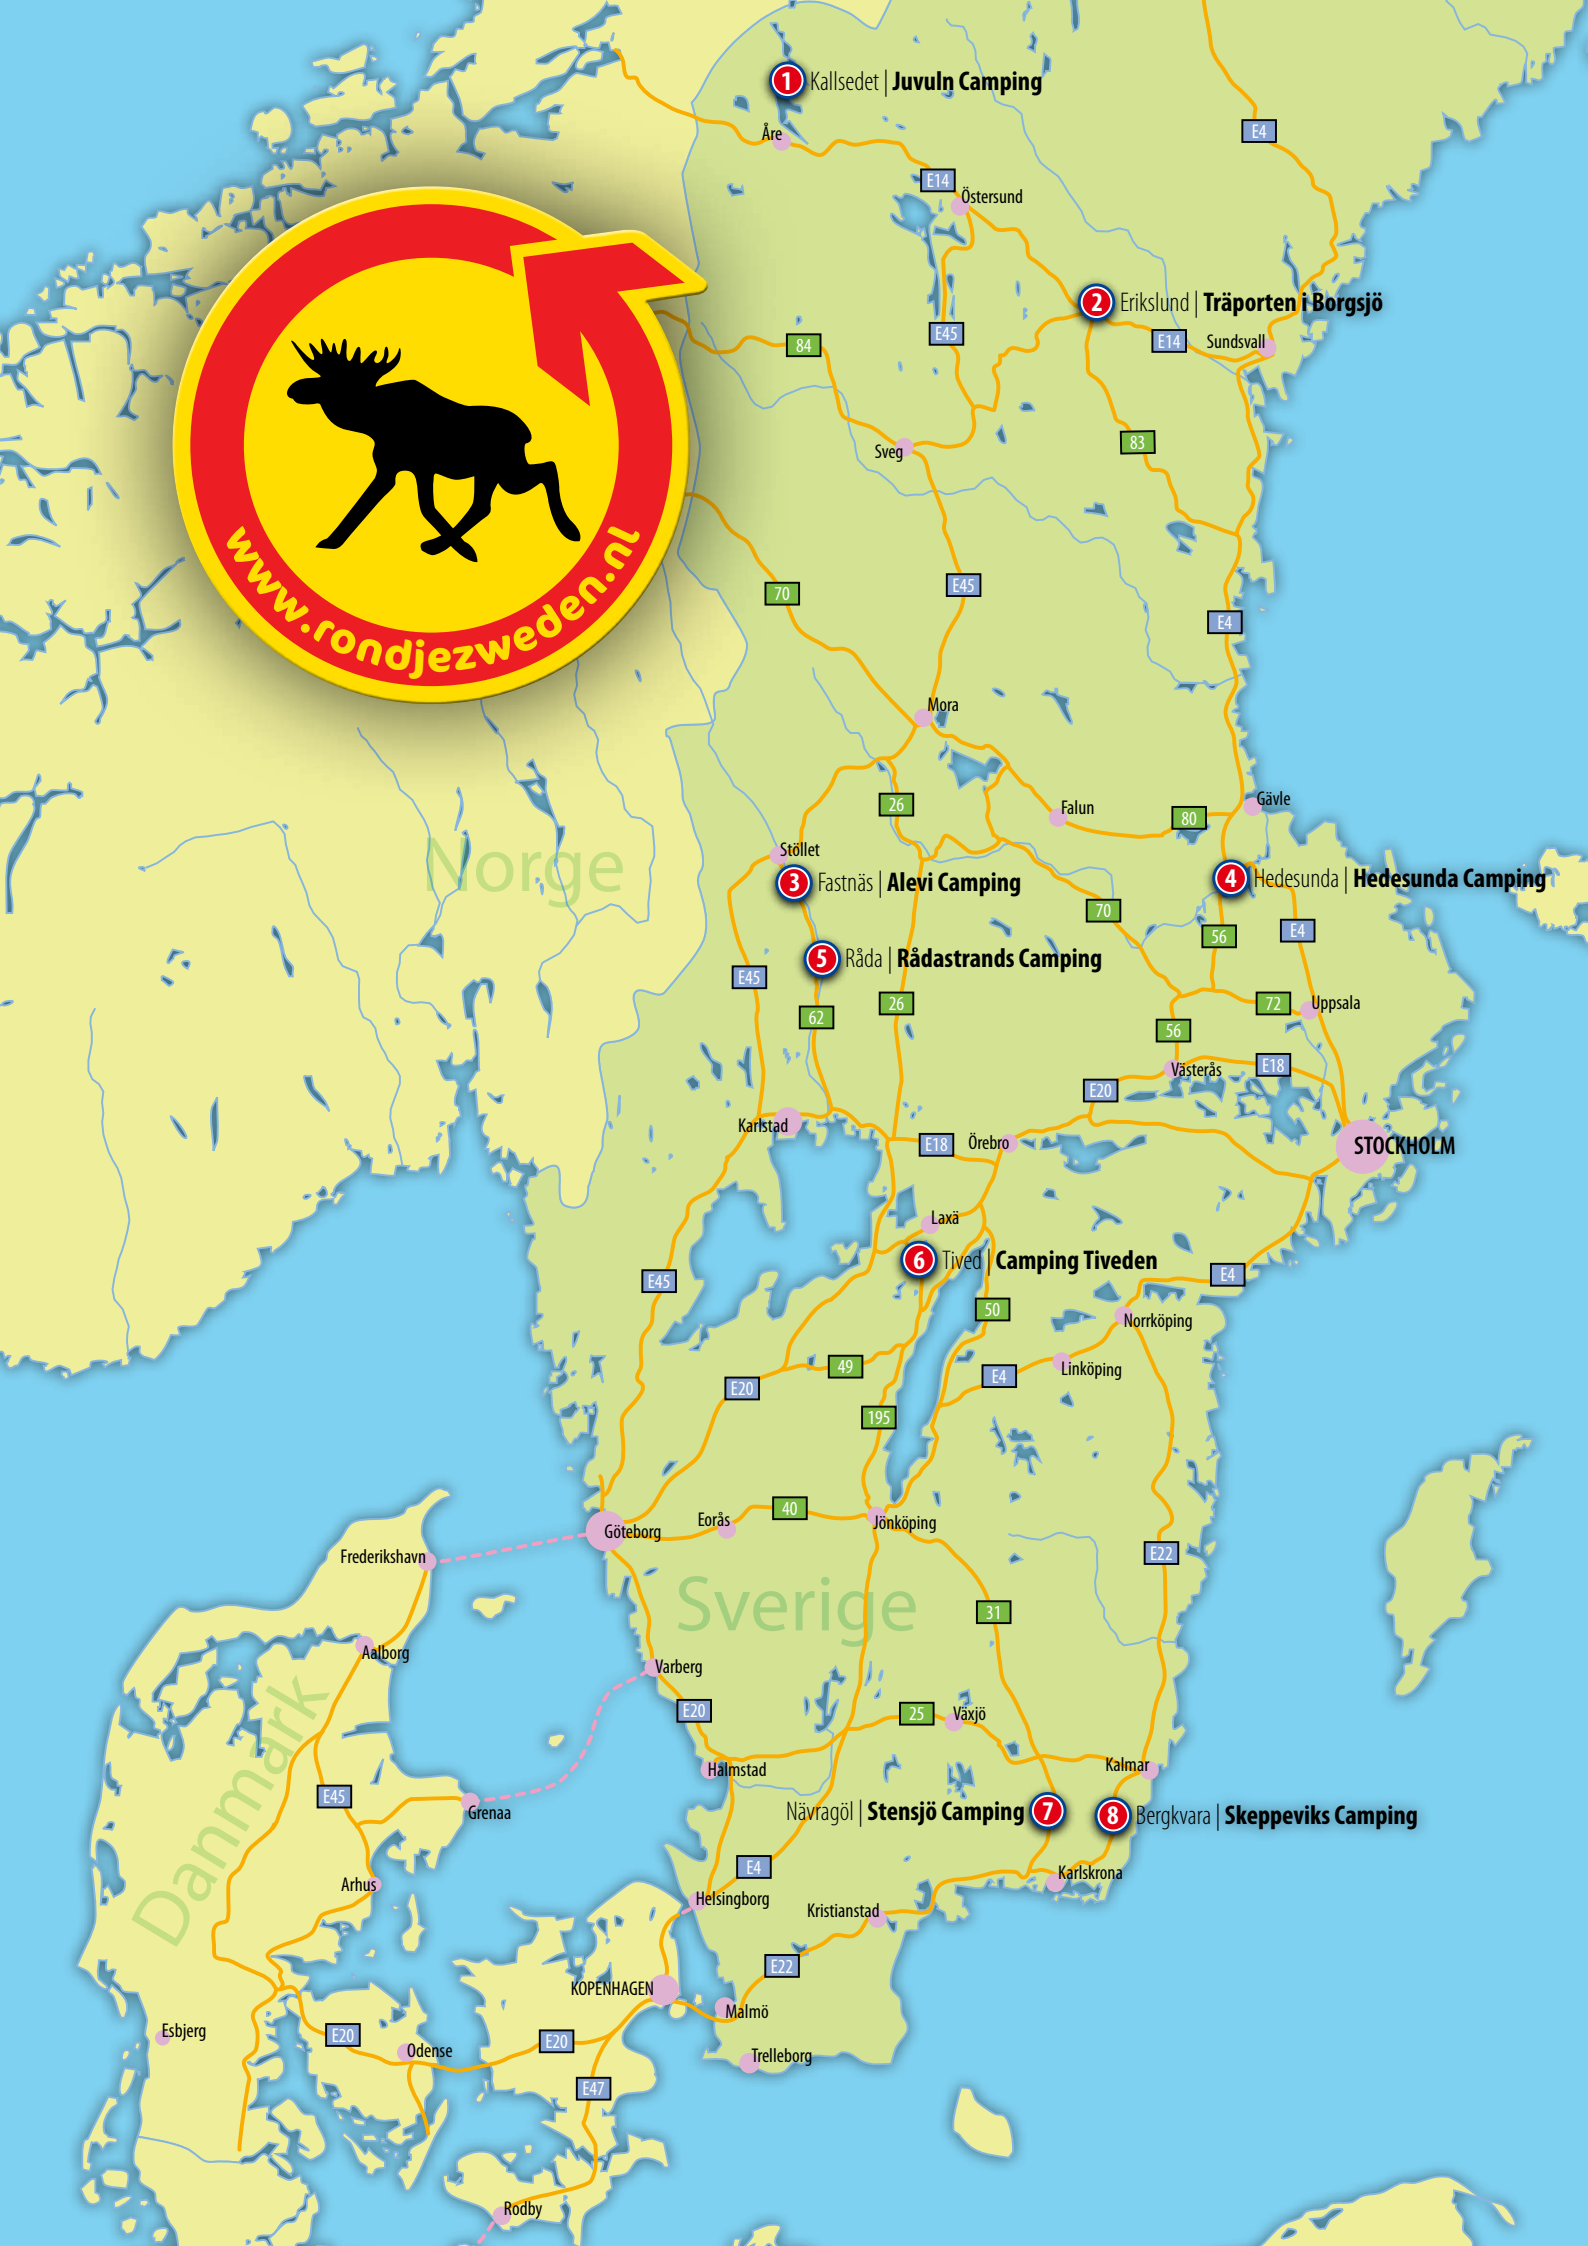 1 Kallsedet | Juvuln Camping
E4
Åre
E14
Östersund
2 Erikslund | Träporten i Borgsjö
E45
E14
Sundsvall
84
83
Sveg
www.rondjezweden.nl
70
E45
E4
Mora
26
Falun
80
Gävle
Norge
Stöllet
3 Fastnäs | Alevi Camping
4 Hedesunda | Hedesunda Camping
70
56
E4
5 Råda | Rådastrands Camping
E45
62
26
72
Uppsala
56
Västerås
E18
E20
Karlstad
E18
Örebro
STOCKHOLM
Laxä
6 Tived | Camping Tiveden
E45
E4
50
Norrköping
49
E4
Linköping
E20
195
40
Eorås
Jönköping
Göteborg
Frederikshavn
E22
Sverige
31
Aalborg
Varberg
E20
25
Växjö
Danmark
Halmstad
Kalmar
E45
Grenaa
Nävragöl | Stensjö Camping 7
8 Bergkvara | Skeppeviks Camping
E4
Karlskrona
Arhus
Helsingborg
Kristianstad
E22
KOPENHAGEN
Malmö
Esbjerg
E20
Odense
E20
Trelleborg
E47
Rodby